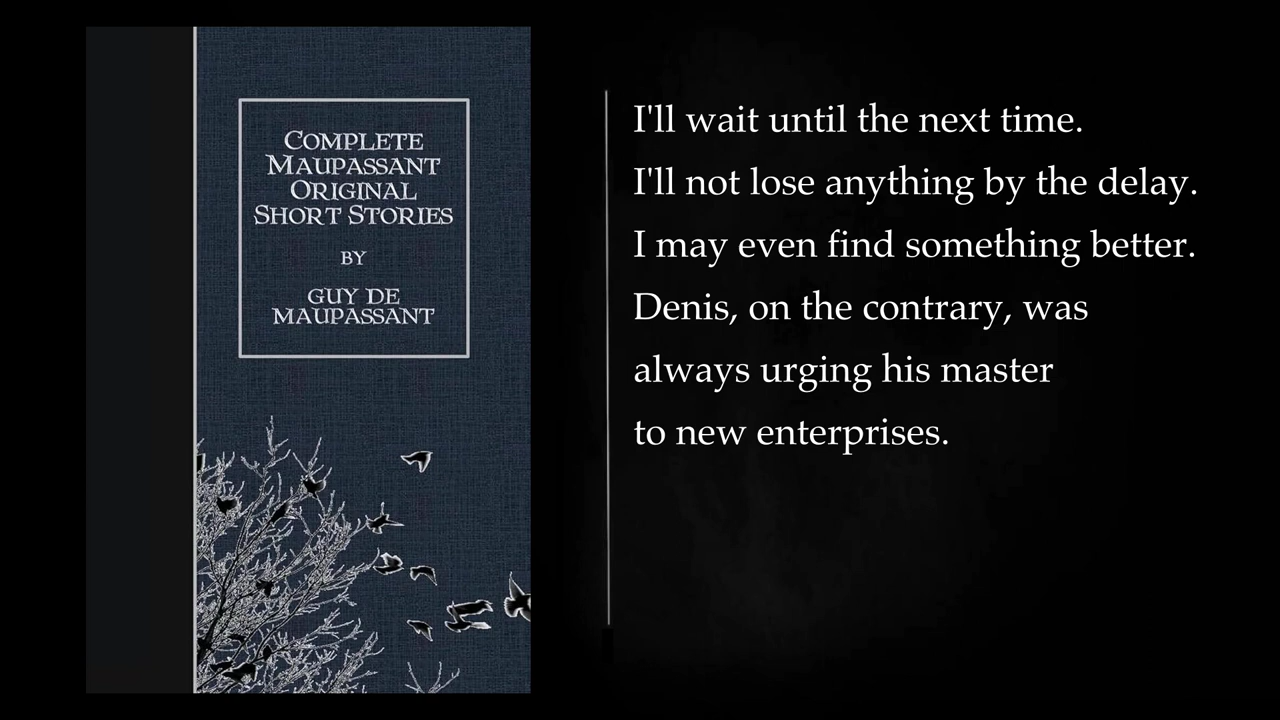 COMPLETE
MAUPASSANT
ORIGINAL
SHORT STORIES
BY
GUY DE
MAUPASSANT
I'll wait until the next time.
I'll not lose anything by the delay.
I may even find something better.
Denis, on the contrary, was
always urging his master
to new enterprises.